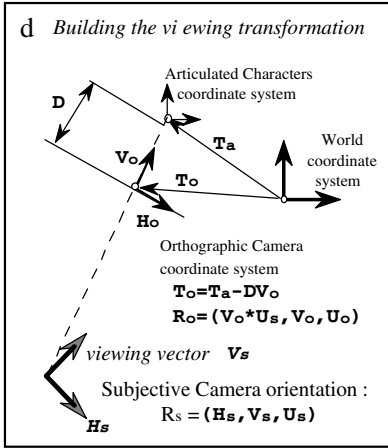 d Building the vi ewing transformation
Articulated Characters
coordinate system
D
Ta
World
coordinate
system
Vo
To
Ho
Orthographic Camera
coordinate system
To=Ta-DVo
Ro=(Vo*Us,Vo,Uo)
viewing vector Vs
Subjective Camera orientation :
Rs =(Hs,Vs,Us)
Hs